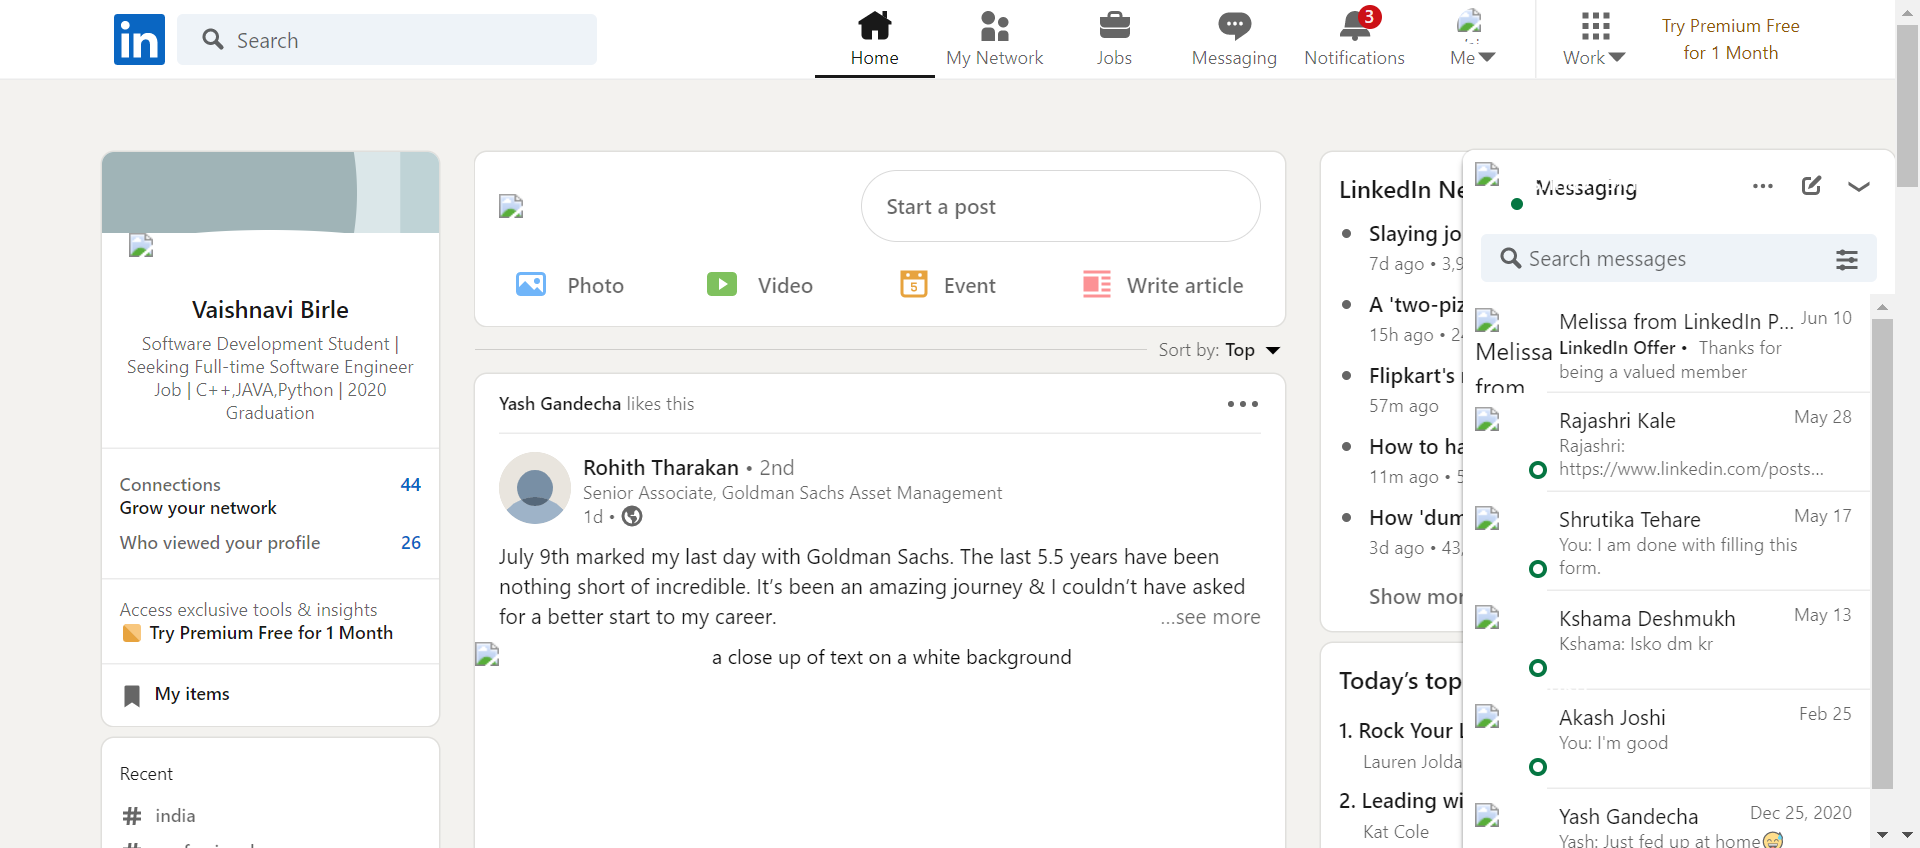 in
Search
Home
My Network
Jobs
Messaging
3
Notifications
Me
Work
Try Premium Free
for 1 Month
Vaishnavi Birle
Software Development Student |
Seeking Full-time Software Engineer
Job | C++,JAVA,Python | 2020
Graduation
Connections 44
Grow your network
Who viewed your profile 26
Access exclusive tools & insights
Try Premium Free for 1 Month
My items
Recent
# india
Start a post
Photo
Video
5
Event
Write article
Sort by: Top
Yash Gandecha likes this
Rohith Tharakan • 2nd
Senior Associate, Goldman Sachs Asset Management
1d •
July 9th marked my last day with Goldman Sachs. The last 5.5 years have been
nothing short of incredible. It’s been an amazing journey & I couldn’t have asked
for a better start to my career.
...see more
a close up of text on a white background
LinkedIn Ne
• Slaying jo
7d ago • 3,9
• A 'two-piz
15h ago • 2
• Flipkart's
57m ago
• How to ha
11m ago • 5
• How 'dum
3d ago • 43,
Show mor
Today’s top
1. Rock Your
Lauren Jolda
2. Leading wi
Kat Cole
Messaging
Search messages
Melissa
from
Melissa from LinkedIn P... Jun 10
LinkedIn Offer • Thanks for
being a valued member
Rajashri Kale May 28
Rajashri:
https://www.linkedin.com/posts...
Shrutika Tehare May 17
You: I am done with filling this
form.
Kshama Deshmukh May 13
Kshama: Isko dm kr
Akash Joshi Feb 25
You: I'm good
Yash Gandecha Dec 25, 2020
Yash: Just fed up at home😅